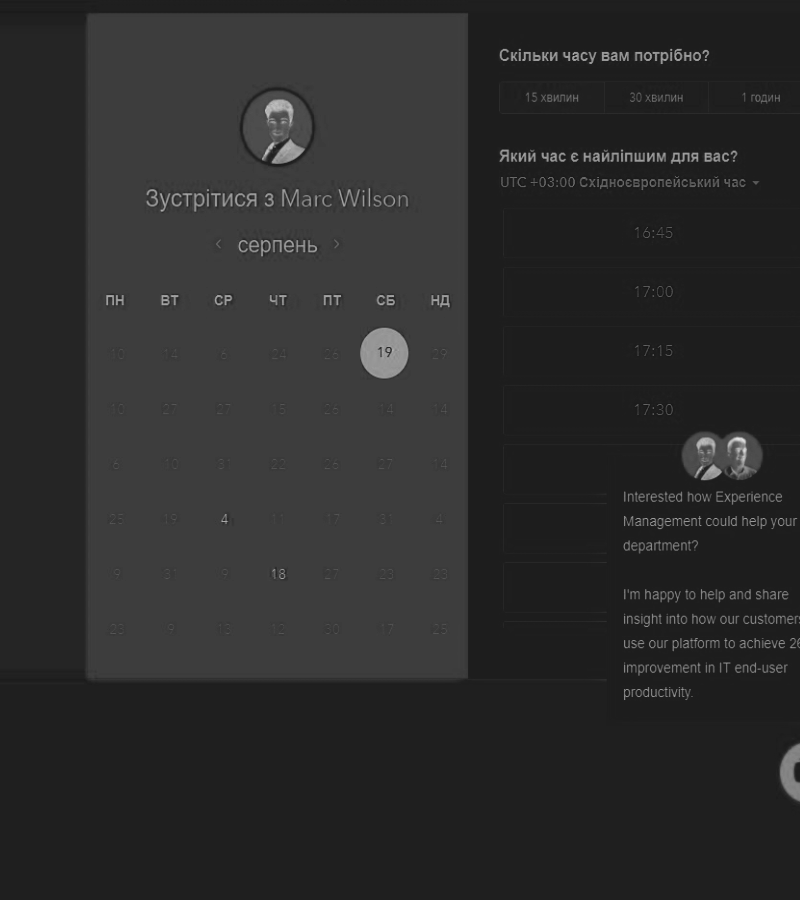 Зустрітися з Marc Wilson
серпень
ПН ВТ СР ЧТ ПТ СБ НД
10 14 6 24 26 19 29
10 27 27 15 26 14 14
6 10 31 22 26 27 14
25 19 4 11 17 31 4
9 31 9 18 27 23 23
23 9 13 12 30 17 25
Скільки часу вам потрібно?
15 хвилин 30 хвилин 1 годин
Який час є найліпшим для вас?
UTC +03:00 Східноєвропейський час
16:45
17:00
17:15
17:30
Interested how Experience
Management could help your
department?
I'm happy to help and share
insight into how our customers
use our platform to achieve 26
improvement in IT end-user
productivity.